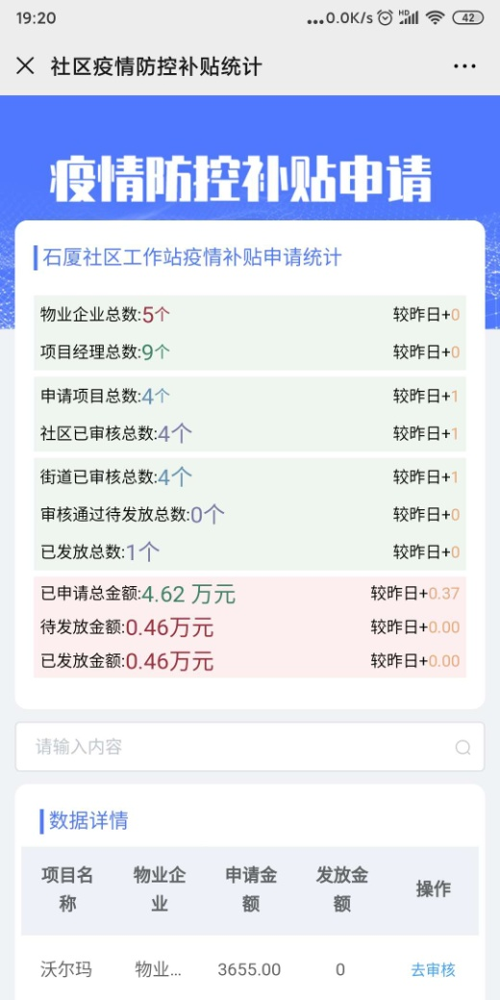 19:20
...0.0K/s HD 42
社区疫情防控补贴统计
疫情防控补贴申请
石厦社区工作站疫情补贴申请统计
物业企业总数:5个 较昨日+0
项目经理总数:9个 较昨日+0
申请项目总数:4个 较昨日+1
社区已审核总数:4个 较昨日+1
街道已审核总数:4个 较昨日+1
审核通过待发放总数:0个 较昨日+0
已发放总数:1个 较昨日+0
已申请总金额:4.62 万元 较昨日+0.37
待发放金额:0.46万元 较昨日+0.00
已发放金额:0.46万元 较昨日+0.00
请输入内容
数据详情
项目名称 物业企业 申请金额 发放金额 操作
沃尔玛 物业... 3655.00 0 去审核